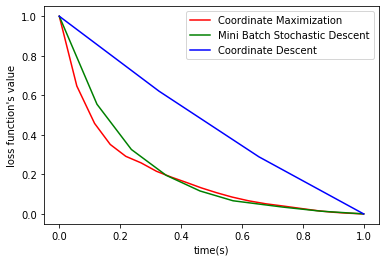 Coordinate Maximization
Mini Batch Stochastic Descent
Coordinate Descent
loss function's value
1.0
0.8
0.6
0.4
0.2
0.0
0.0 0.2 0.4 0.6 0.8 1.0
time(s)